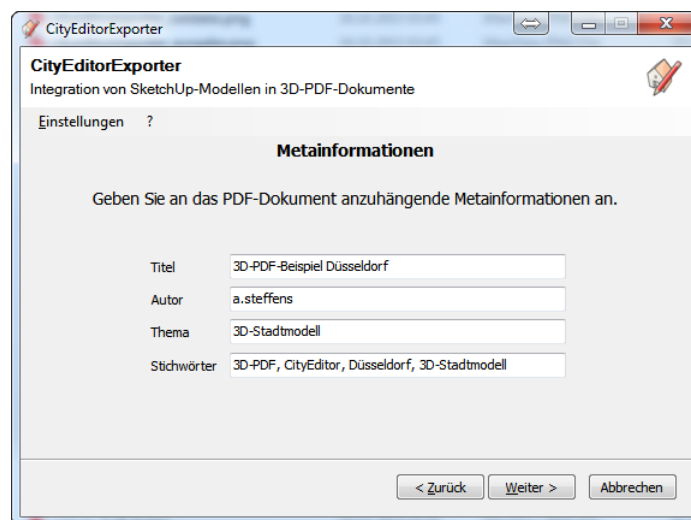 CityEditorExporter
CityEditorExporter
Integration von SketchUp-Modellen in 3D-PDF-Dokumente
Einstellungen ?
Metainformationen
Geben Sie an das PDF-Dokument anzuhängende Metainformationen an.
Titel 3D-PDF-Beispiel Düsseldorf
Autor a.steffens
Thema 3D-Stadtmodell
Stichwörter 3D-PDF, CityEditor, Düsseldorf, 3D-Stadtmodell
< Zurück Weiter > Abbrechen